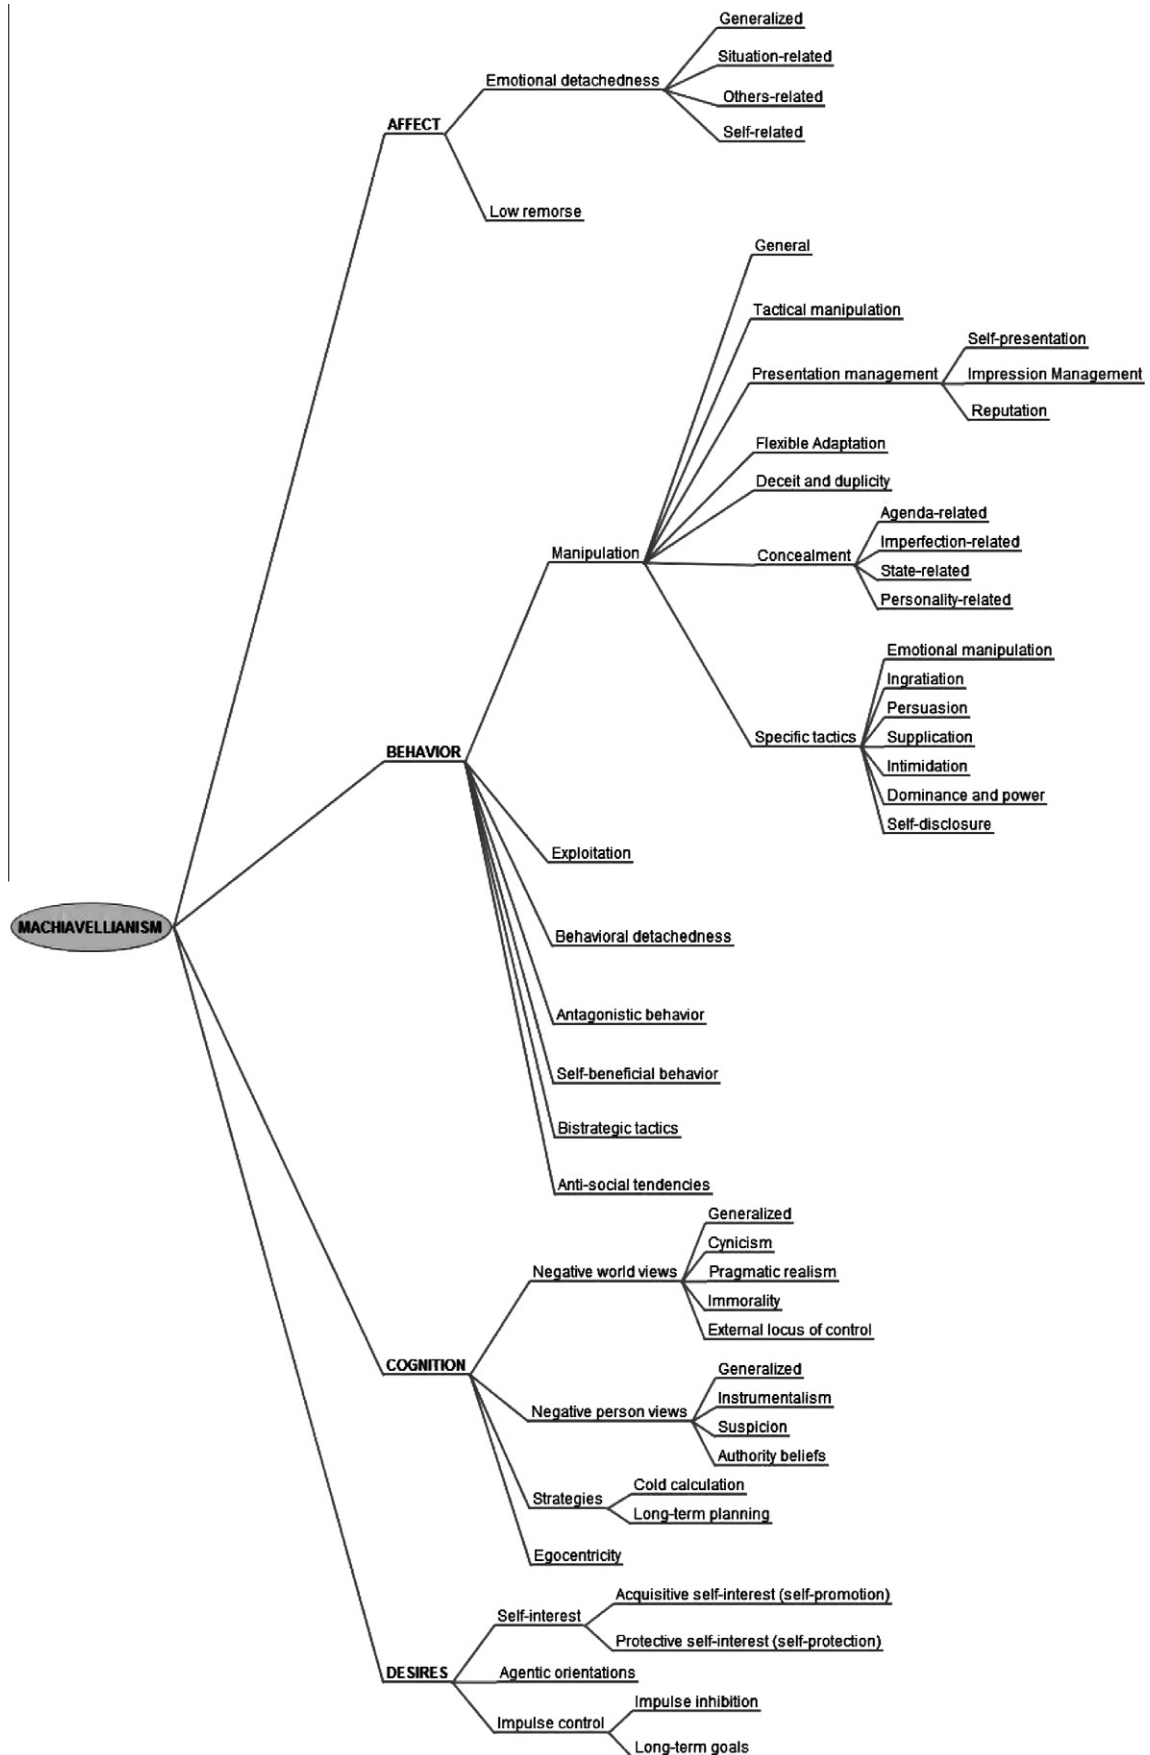 Generalized
Situation-related
Emotional detachedness
Others-related
AFFECT
Self-related
Low remorse
General
Tactical manipulation
Self-presentation
Presentation management
Impression Management
Reputation
Flexible Adaptation
Deceit and duplicity
Agenda-related
Imperfection-related
Manipulation
Concealment
State-related
Personality-related
Emotional manipulation
Ingratiation
Persuasion
Specific tactics
Supplication
BEHAVIOR
Intimidation
Dominance and power
Self-disclosure
Exploitation
MACHIAVELLIANISM
Behavioral detachedness
Antagonistic behavior
Self-beneficial behavior
Bistrategic tactics
Anti-social tendencies
Generalized
Cynicism
Negative world views
Pragmatic realism
Immorality
External locus of control
COGNITION
Generalized
Instrumentalism
Negative person views
Suspicion
Authority beliefs
Cold calculation
Strategies
Long-term planning
Egocentricity
Acquisitive self-interest (self-promotion)
Self-interest
Protective self-interest (self-protection)
DESIRES
Agentic orientations
Impulse inhibition
Impulse control
Long-term goals